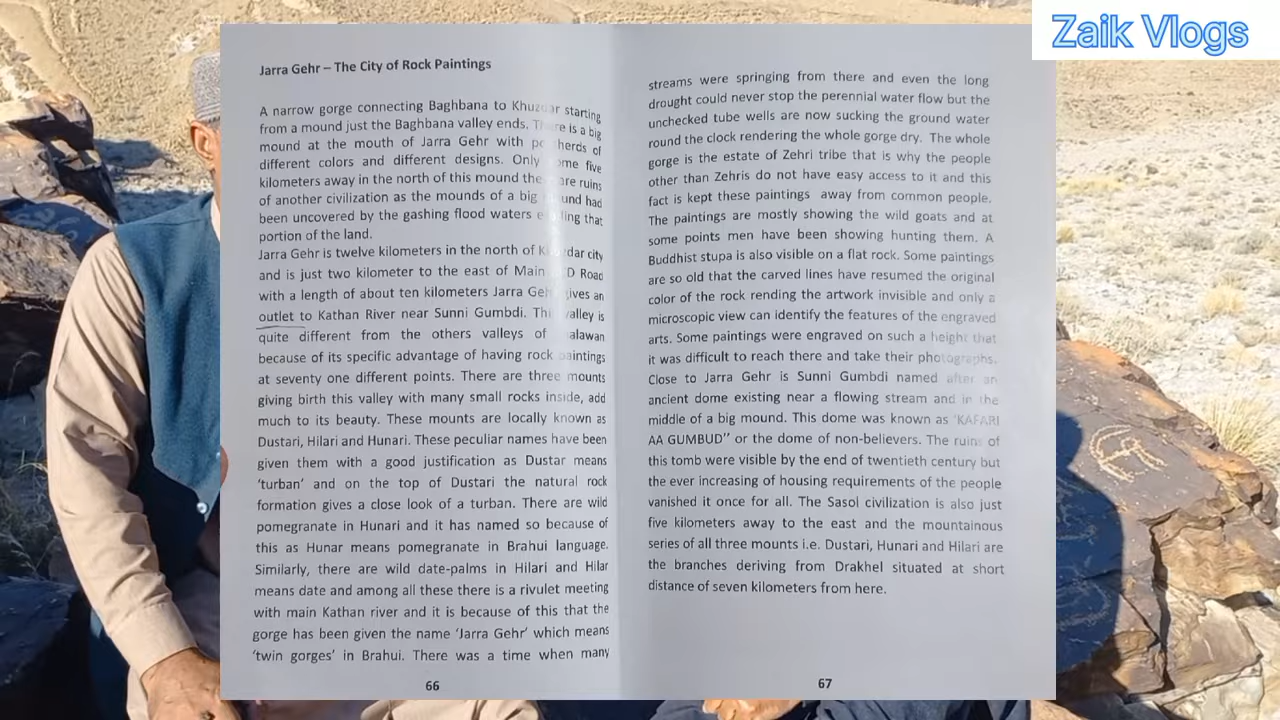 Zaik Vlogs
Jarra Gehr – The City of Rock Paintings
A narrow gorge connecting Baghbana to Khuzdar starting
from a mound just the Baghbana valley ends. There is a big
mound at the mouth of Jarra Gehr with of
different colors and different designs. Only some five
kilometers away in the north of this mound there are ruins
of another civilization as the mounds of a big had
been uncovered by the gashing flood waters that
portion of the land.
Jarra Gehr is twelve kilometers in the north of Khuzdar city
and is just two kilometer to the east of Main Road
with a length of about ten kilometers Jarra Gehr gives an
outlet to Kathan River near Sunni Gumbdi. This valley is
quite different from the others valleys of Jhalawan
because of its specific advantage of having rock paintings
at seventy one different points. There are three mounts
giving birth this valley with many small rocks inside, add
much to its beauty. These mounts are locally known as
Dustari, Hilari and Hunari. These peculiar names have been
given them with a good justification as Dustar means
‘turban’ and on the top of Dustari the natural rock
formation gives a close look of a turban. There are wild
pomegranate in Hunari and it has named so because of
this as Hunar means pomegranate in Brahui language.
Similarly, there are wild date-palms in Hilari and Hilar
means date and among all these there is a rivulet meeting
with main Kathan river and it is because of this that the
gorge has been given the name ‘Jarra Gehr’ which means
‘twin gorges’ in Brahui. There was a time when many
66
streams were springing from there and even the long
drought could never stop the perennial water flow but the
unchecked tube wells are now sucking the ground water
round the clock rendering the whole gorge dry. The whole
gorge is the estate of Zehri tribe that is why the people
other than Zehris do not have easy access to it and this
fact is kept these paintings away from common people.
The paintings are mostly showing the wild goats and at
some points men have been showing hunting them. A
Buddhist stupa is also visible on a flat rock. Some paintings
are so old that the carved lines have resumed the original
color of the rock rending the artwork invisible and only a
microscopic view can identify the features of the engraved
arts. Some paintings were engraved on such a height that
it was difficult to reach there and take their photographs.
Close to Jarra Gehr is Sunni Gumbdi named after an
ancient dome existing near a flowing stream and in the
middle of a big mound. This dome was known as “KAFARI
AA GUMBUD” or the dome of non-believers. The ruins of
this tomb were visible by the end of twentieth century but
the ever increasing of housing requirements of the people
vanished it once for all. The Sasol civilization is also just
five kilometers away to the east and the mountainous
series of all three mounts i.e. Dustari, Hunari and Hilari are
the branches deriving from Drakhel situated at short
distance of seven kilometers from here.
67